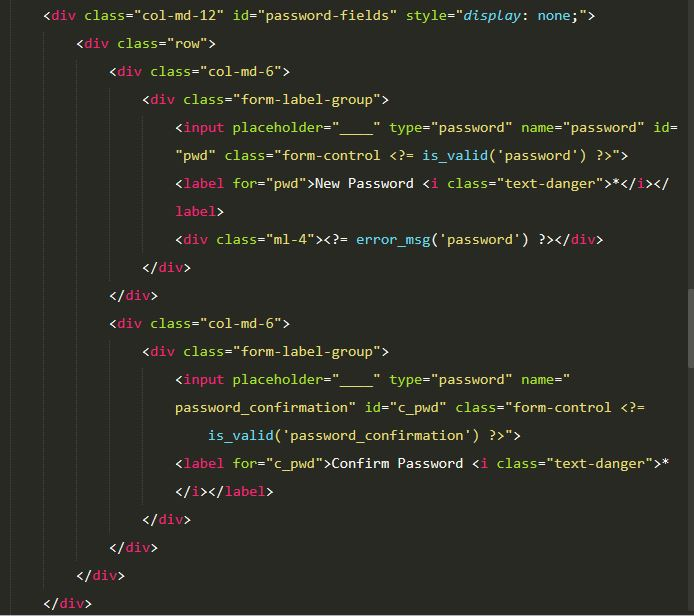 <div class="col-md-12" id="password-fields" style="display: none;">
<div class="row">
<div class="col-md-6">
<div class="form-label-group">
<input placeholder="____" type="password" name="password" id=
"pwd" class="form-control <?= is_valid('password') ?>">
<label for="pwd">New Password <i class="text-danger">*</i></
label>
<div class="ml-4"><?= error_msg('password') ?></div>
</div>
</div>
<div class="col-md-6">
<div class="form-label-group">
<input placeholder="____" type="password" name="
password_confirmation" id="c_pwd" class="form-control <?=
is_valid('password_confirmation') ?>">
<label for="c_pwd">Confirm Password <i class="text-danger">*
</i></label>
</div>
</div>
</div>
</div>